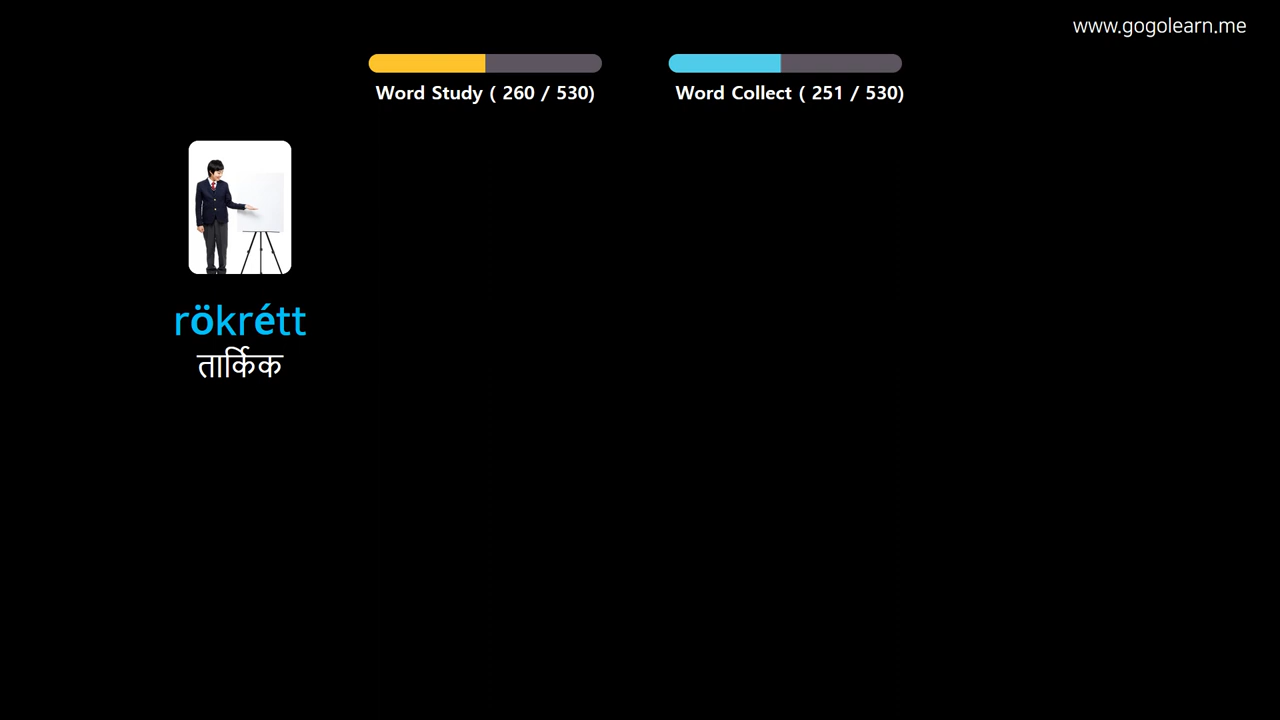 www.gogolearn.me
Word Study ( 260 / 530)
Word Collect ( 251 / 530)
rökrétt
तार्किक